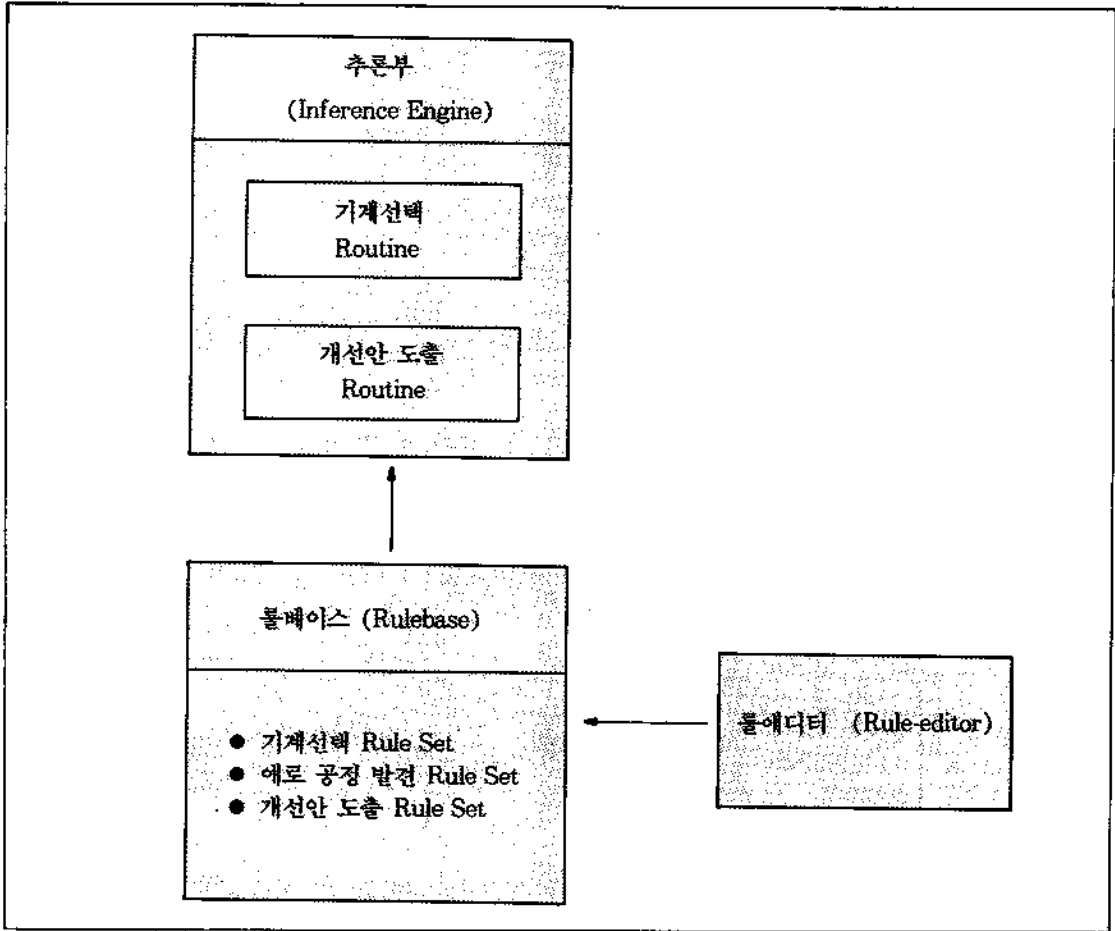 추론부
(Inference Engine)
기계선택
Routine
개선안 도출
Routine
룰베이스 (Rulebase)
● 기계선택 Rule Set
● 애로 공정 발견 Rule Set
● 개선안 도출 Rule Set
룰에디터 (Rule-editor)